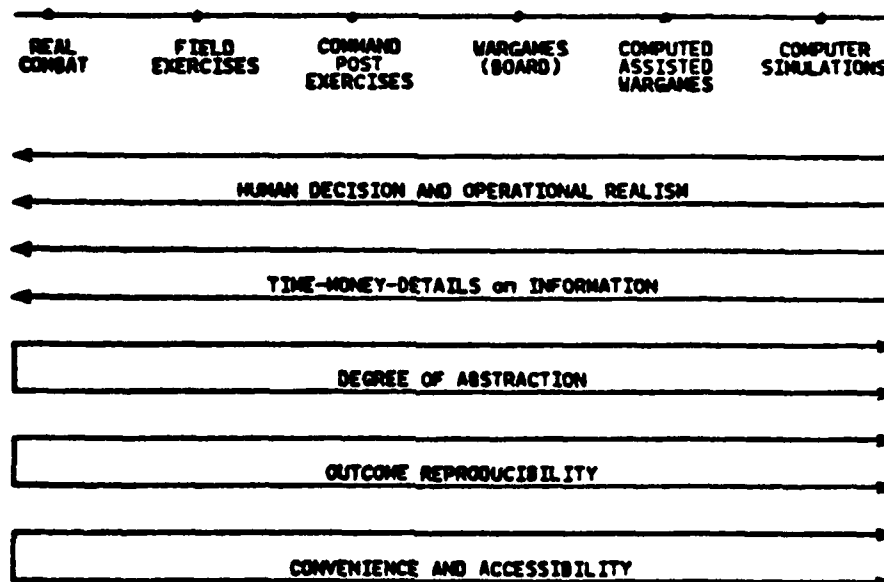 REAL COMBAT
FIELD EXERCISES
COMMAND POST EXERCISES
WARGAMES (BOARD)
COMPUTED ASSISTED WARGAMES
COMPUTER SIMULATIONS
HUMAN DECISION AND OPERATIONAL REALISM
TIME-MONEY-DETAILS on INFORMATION
DEGREE OF ABSTRACTION
OUTCOME REPRODUCIBILITY
CONVENIENCE AND ACCESSIBILITY